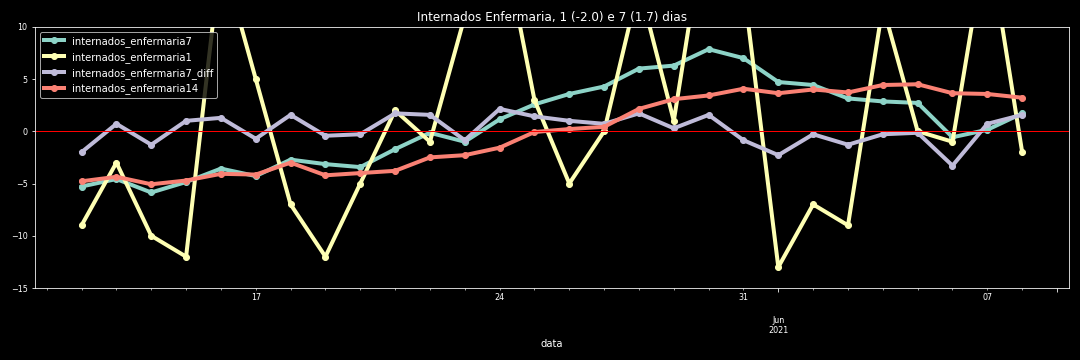 Internados Enfermaria, 1 (-2.0) e 7 (1.7) dias
internados_enfermaria7
internados_enfermaria1
internados_enfermaria7_diff
internados_enfermaria14
10
5
0
−5
−10
−15
17
24
31
07
Jun
2021
data